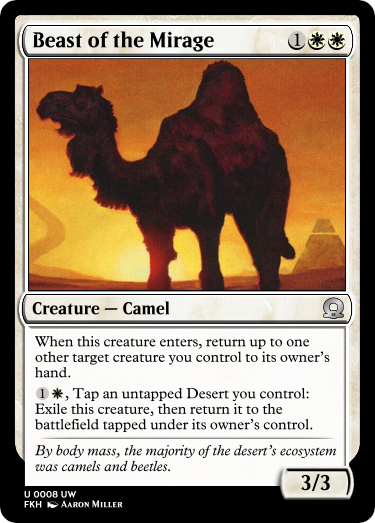 Beast of the Mirage 1
Creature — Camel
When this creature enters, return up to one
other target creature you control to its owner's
hand.
1, Tap an untapped Desert you control:
Exile this creature, then return it to the
battlefield tapped under its owner's control.
By body mass, the majority of the desert's ecosystem
was camels and beetles.
3/3
U 0008 UW
FKH Aaron Miller